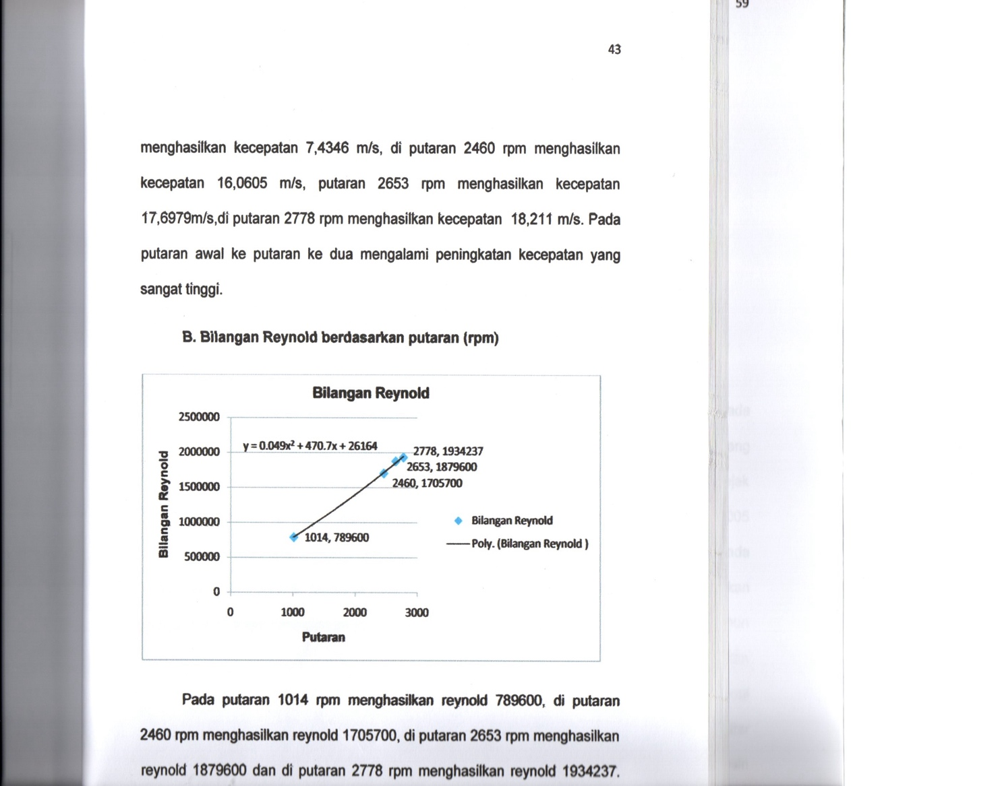 59
43
menghasilkan kecepatan 7,4346 m/s, di putaran 2460 rpm menghasilkan
kecepatan 16,0605 m/s, putaran 2653 rpm menghasilkan kecepatan
17,6979m/s,di putaran 2778 rpm menghasilkan kecepatan 18,211 m/s. Pada
putaran awal ke putaran ke dua mengalami peningkatan kecepatan yang
sangat tinggi.
B. Bilangan Reynold berdasarkan putaran (rpm)
Bilangan Reynold
Bilangan Reynold
2500000
2000000
1500000
1000000
500000
0
y = 0.049x² + 470.7x + 26164
2778, 1934237
2653, 1879600
2460, 1705700
1014, 789600
Bilangan Reynold
Poly. (Bilangan Reynold )
0 1000 2000 3000
Putaran
Pada putaran 1014 rpm menghasilkan reynold 789600, di putaran
2460 rpm menghasilkan reynold 1705700, di putaran 2653 rpm menghasilkan
reynold 1879600 dan di putaran 2778 rpm menghasilkan reynold 1934237.